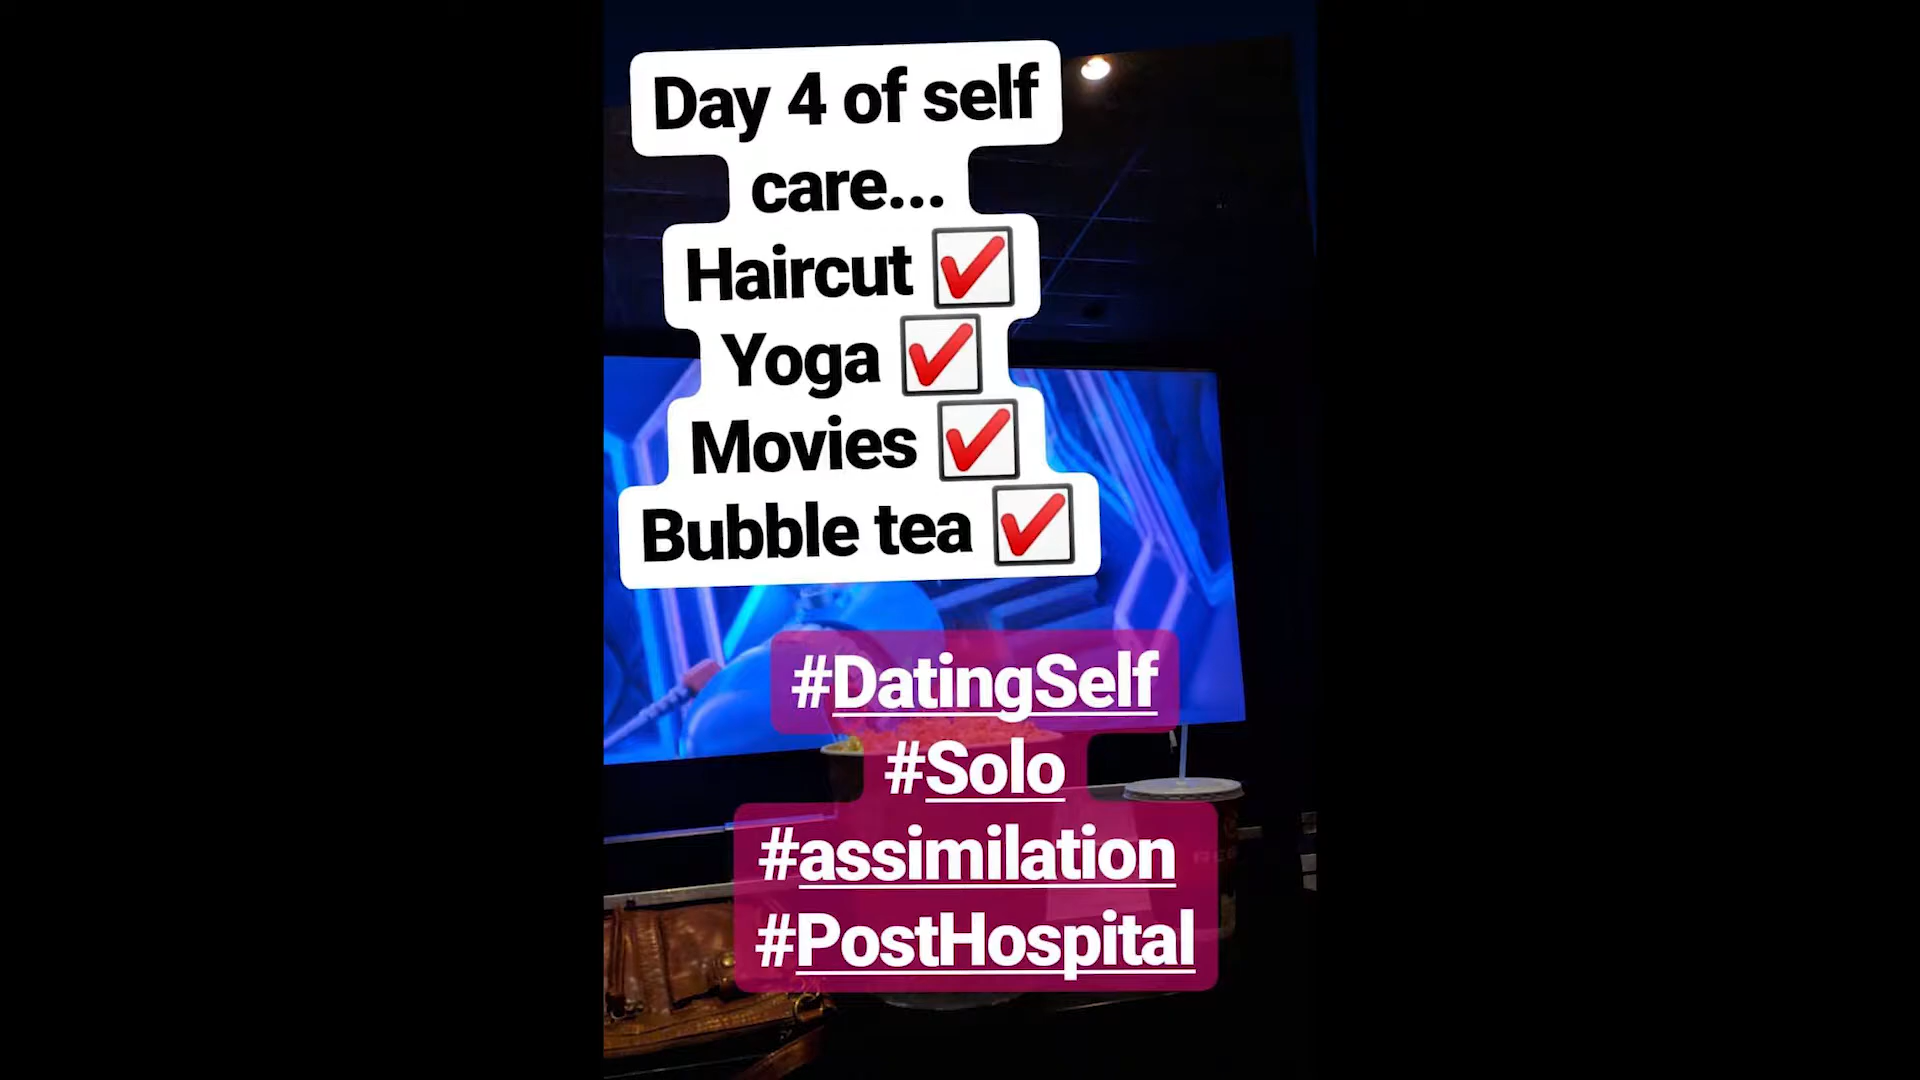 Day 4 of self
care...
Haircut ✔
Yoga ✔
Movies ✔
Bubble tea ✔
#DatingSelf
#Solo
#assimilation
#PostHospital